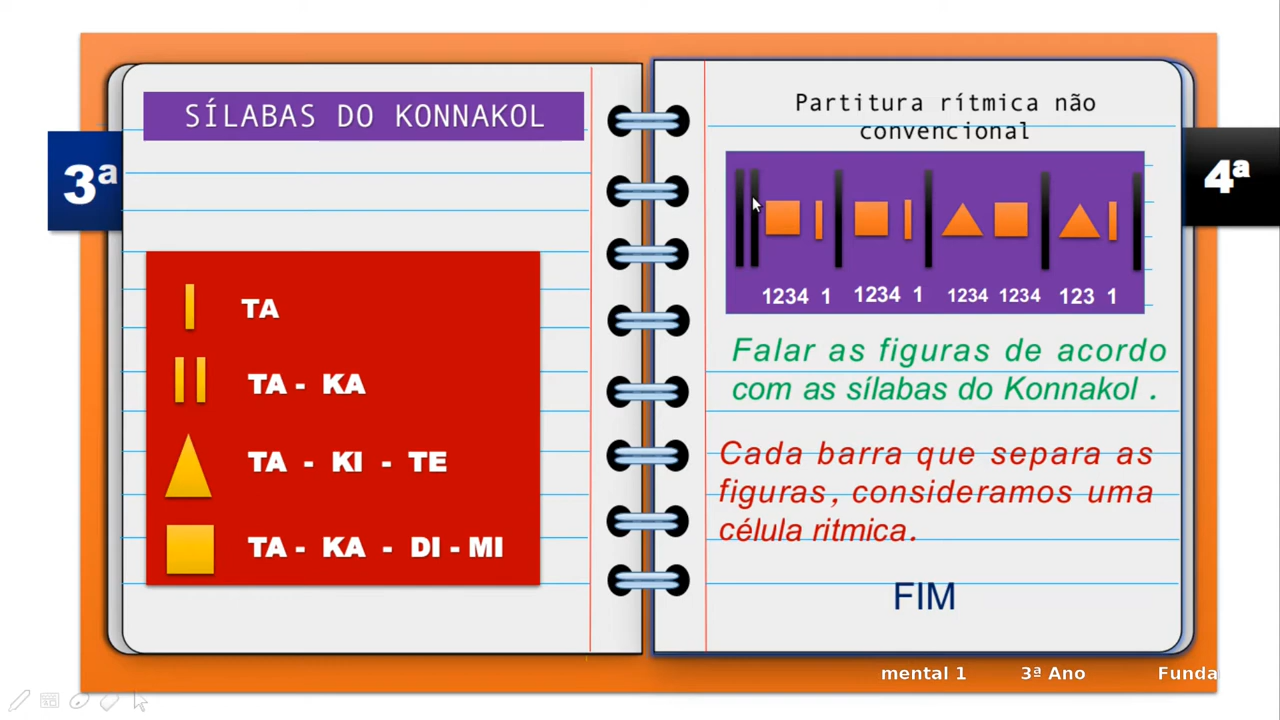 SÍLABAS DO KONNAKOL
3ª
TA
TA - KA
TA - KI - TE
TA - KA - DI - MI
Partitura rítmica não
convencional
4ª
1234 1 1234 1 1234 1234 123 1
Falar as figuras de acordo
com as sílabas do Konnakol .
Cada barra que separa as
figuras, consideramos uma
célula ritmica.
FIM
mental 1 3ª Ano Funda